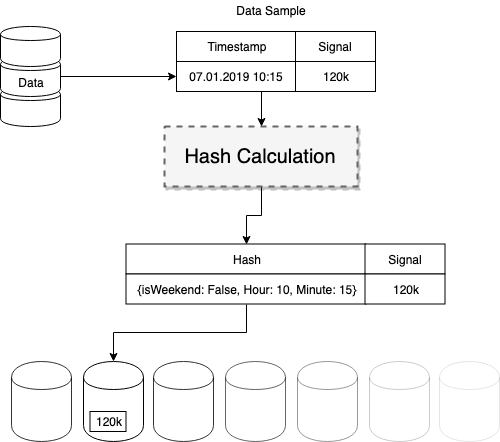 Data Sample
Timestamp Signal
Data
07.01.2019 10:15 120k
Hash Calculation
Hash Signal
{isWeekend: False, Hour: 10, Minute: 15} 120k
120k